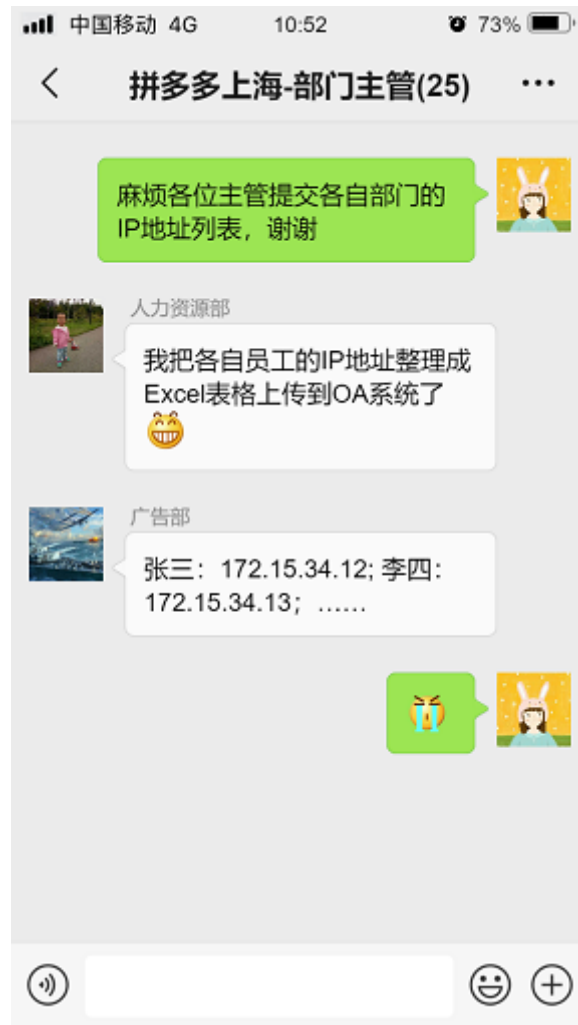 中国移动 4G 10:52 73%
拼多多上海-部门主管(25)
麻烦各位主管提交各自部门的
IP地址列表，谢谢
人力资源部
我把各自员工的IP地址整理成
Excel表格上传到OA系统了
广告部
张三：172.15.34.12; 李四：
172.15.34.13；……